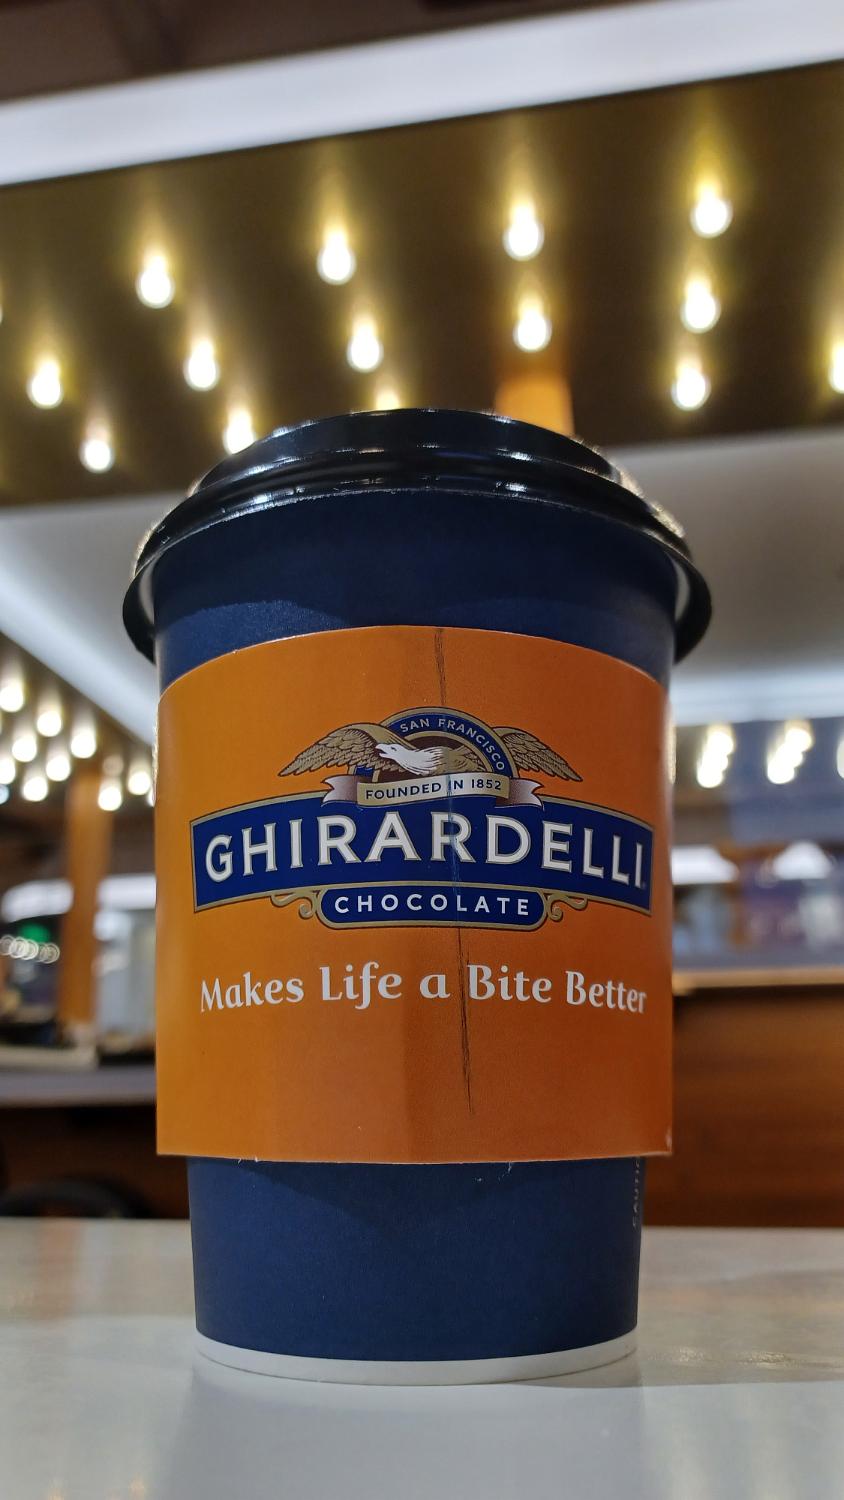 SAN FRANCISCO
FOUNDED IN 1852
GHIRARDELLI
CHOCOLATE
Makes Life a Bite Better